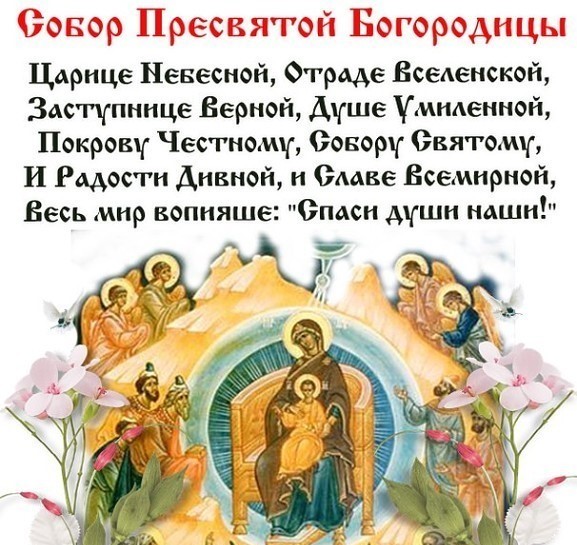 Собор Пресвятой Богородицы
Царице Небесной, Отраде Вселенской,
Заступнице Верной, Душе Умиленной,
Покрову Честному, Собору Святому,
И Радости Дивной, и Славе Всемирной,
Весь мир вопияше: "Спаси души наши!"